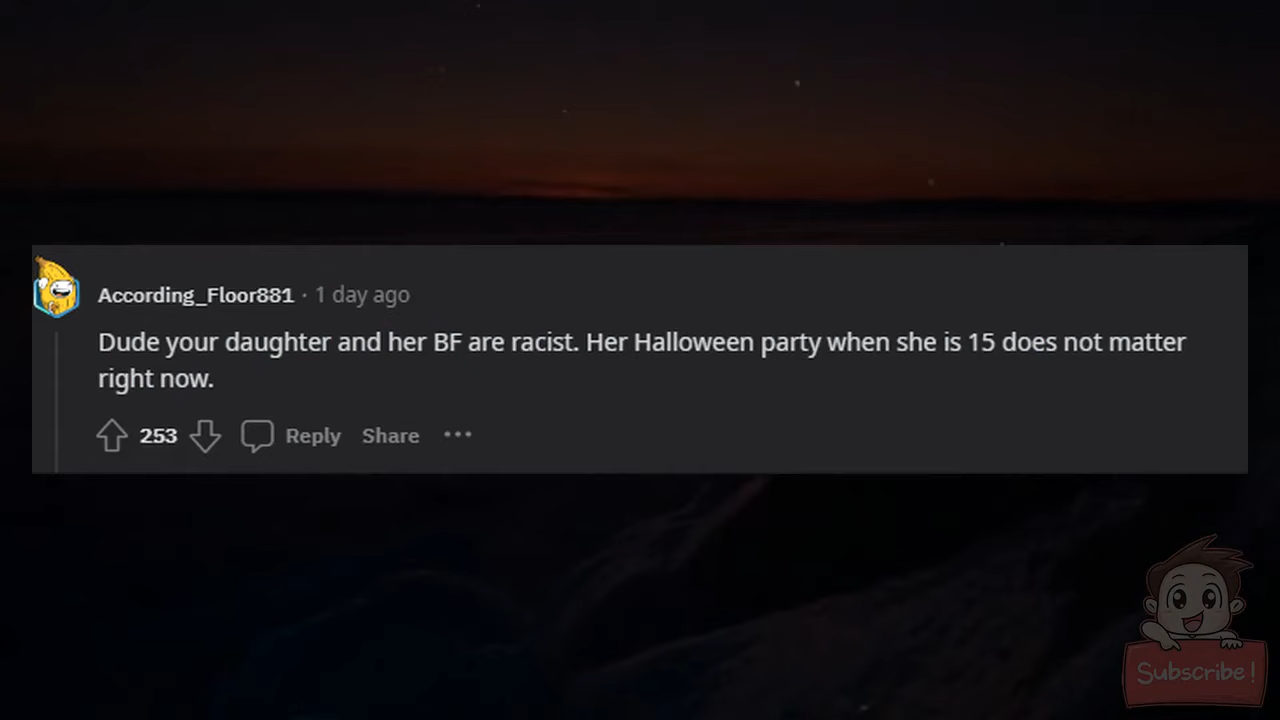 According_Floor881 · 1 day ago
Dude your daughter and her BF are racist. Her Halloween party when she is 15 does not matter
right now.
253 Reply Share ···
Subscribe!